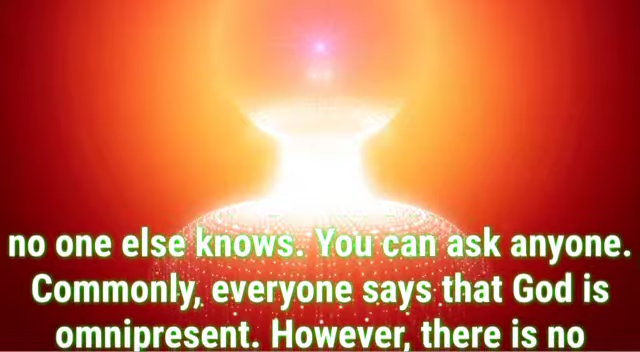 no one else knows. You can ask anyone.
Commonly, everyone says that God is
omnipresent. However, there is no